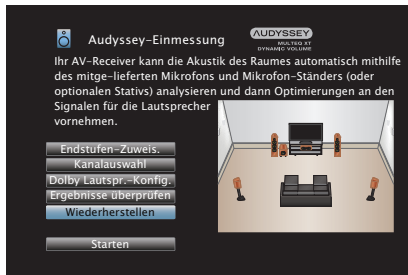 Audyssey-Einmessung
AUDYSSEY
MULTEQ XT
DYNAMIC VOLUME
Ihr AV-Receiver kann die Akustik des Raumes automatisch mithilfe
des mitge-lieferten Mikrofons und Mikrofon-Ständers (oder
optionalen Stativs) analysieren und dann Optimierungen an den
Signalen für die Lautsprecher
vornehmen.
Endstufen-Zuweis.
Kanalauswahl
Dolby Lautspr.-Konfig.
Ergebnisse überprüfen
Wiederherstellen
Starten